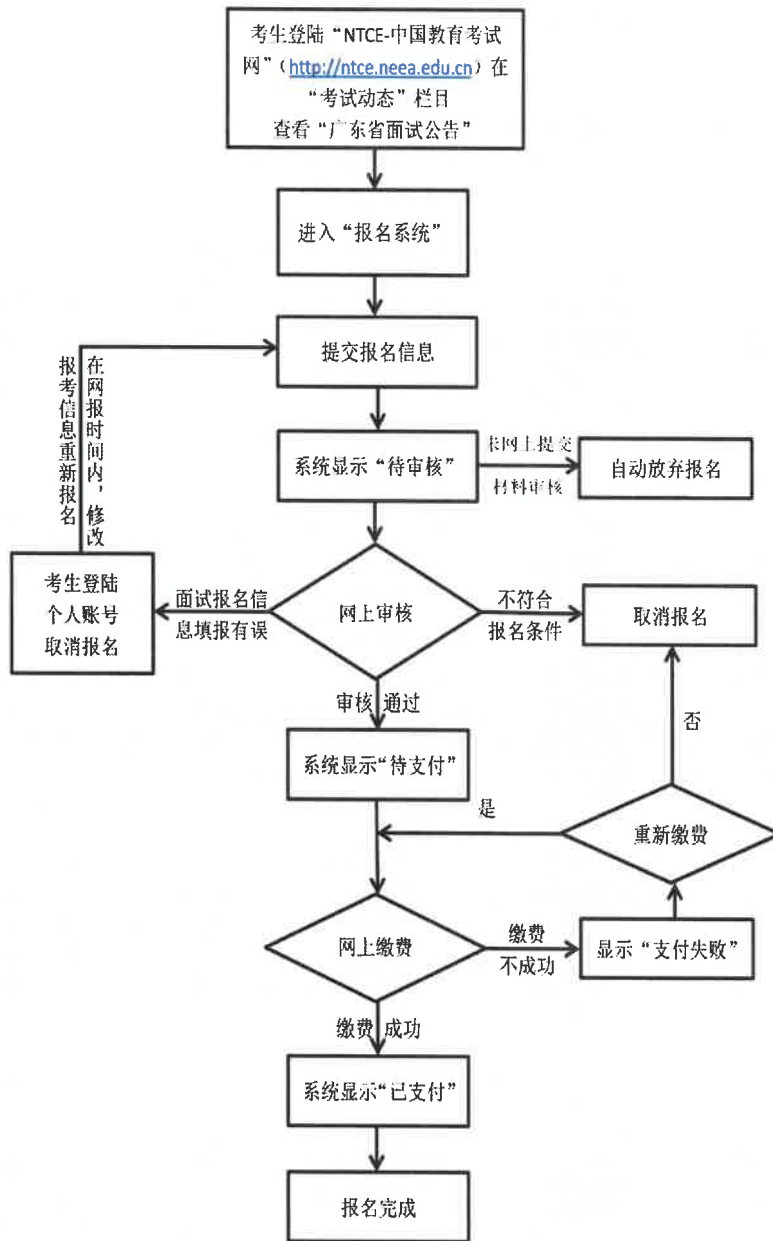 考生登陆“NTCE-中国教育考试
网”（http://ntce.neea.edu.cn）在
“考试动态”栏目
查看“广东省面试公告”
进入“报名系统”
提交报名信息
在网报时间内，修改
报考信息重新报名
系统显示“待审核”
网上提交
材料审核
自动放弃报名
考生登陆
个人账号
取消报名
面试报名信
息填报有误
网上审核
不符合
报名条件
取消报名
审核 通过
否
系统显示“待支付”
是
重新缴费
网上缴费
缴费
不成功
显示“支付失败”
缴费 成功
系统显示“已支付”
报名完成